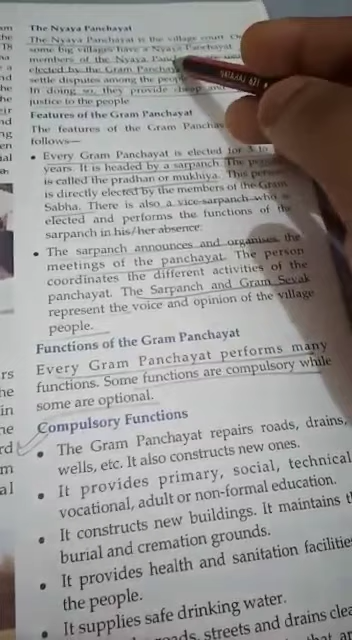 The Nyaya Panchayat
The Nyaya Panchayat is the village court.
some big villages have a Nyaya Panchayat
members of the Nyaya
elected by the Gram Panchayat
settle disputes among the people
In doing so, they provide cheap and
justice to the people
Features of the Gram Panchayat
The features of the Gram
follows—
• Every Gram Panchayat is elected for 3 to
years. It is headed by a sarpanch. The
is called the pradhan or mukhiya. This
is directly elected by the members of the Gram
Sabha. There is also a vice-sarpanch who
elected and performs the functions of the
sarpanch in his/her absence.
• The sarpanch announces and organises the
meetings of the panchayat. The person
coordinates the different activities of the
panchayat. The Sarpanch and Gram Sevak
represent the voice and opinion of the village
people.
Functions of the Gram Panchayat
Every Gram Panchayat performs many
functions. Some functions are compulsory while
some are optional.
Compulsory Functions
• The Gram Panchayat repairs roads, drains,
wells, etc. It also constructs new ones.
• It provides primary, social, technical
vocational, adult or non-formal education.
• It constructs new buildings. It maintains
burial and cremation grounds.
• It provides health and sanitation facilities
the people.
• It supplies safe drinking water.
roads, streets and drains